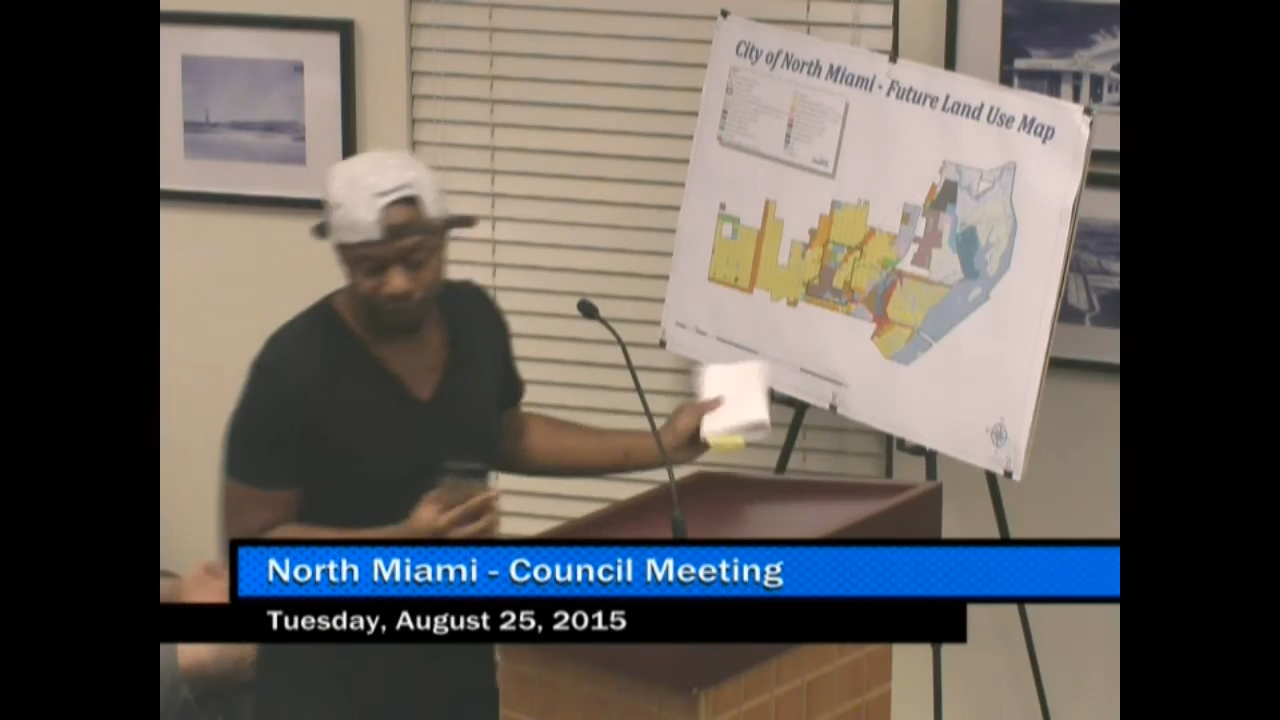 City of North Miami - Future Land Use Map
North Miami - Council Meeting
Tuesday, August 25, 2015